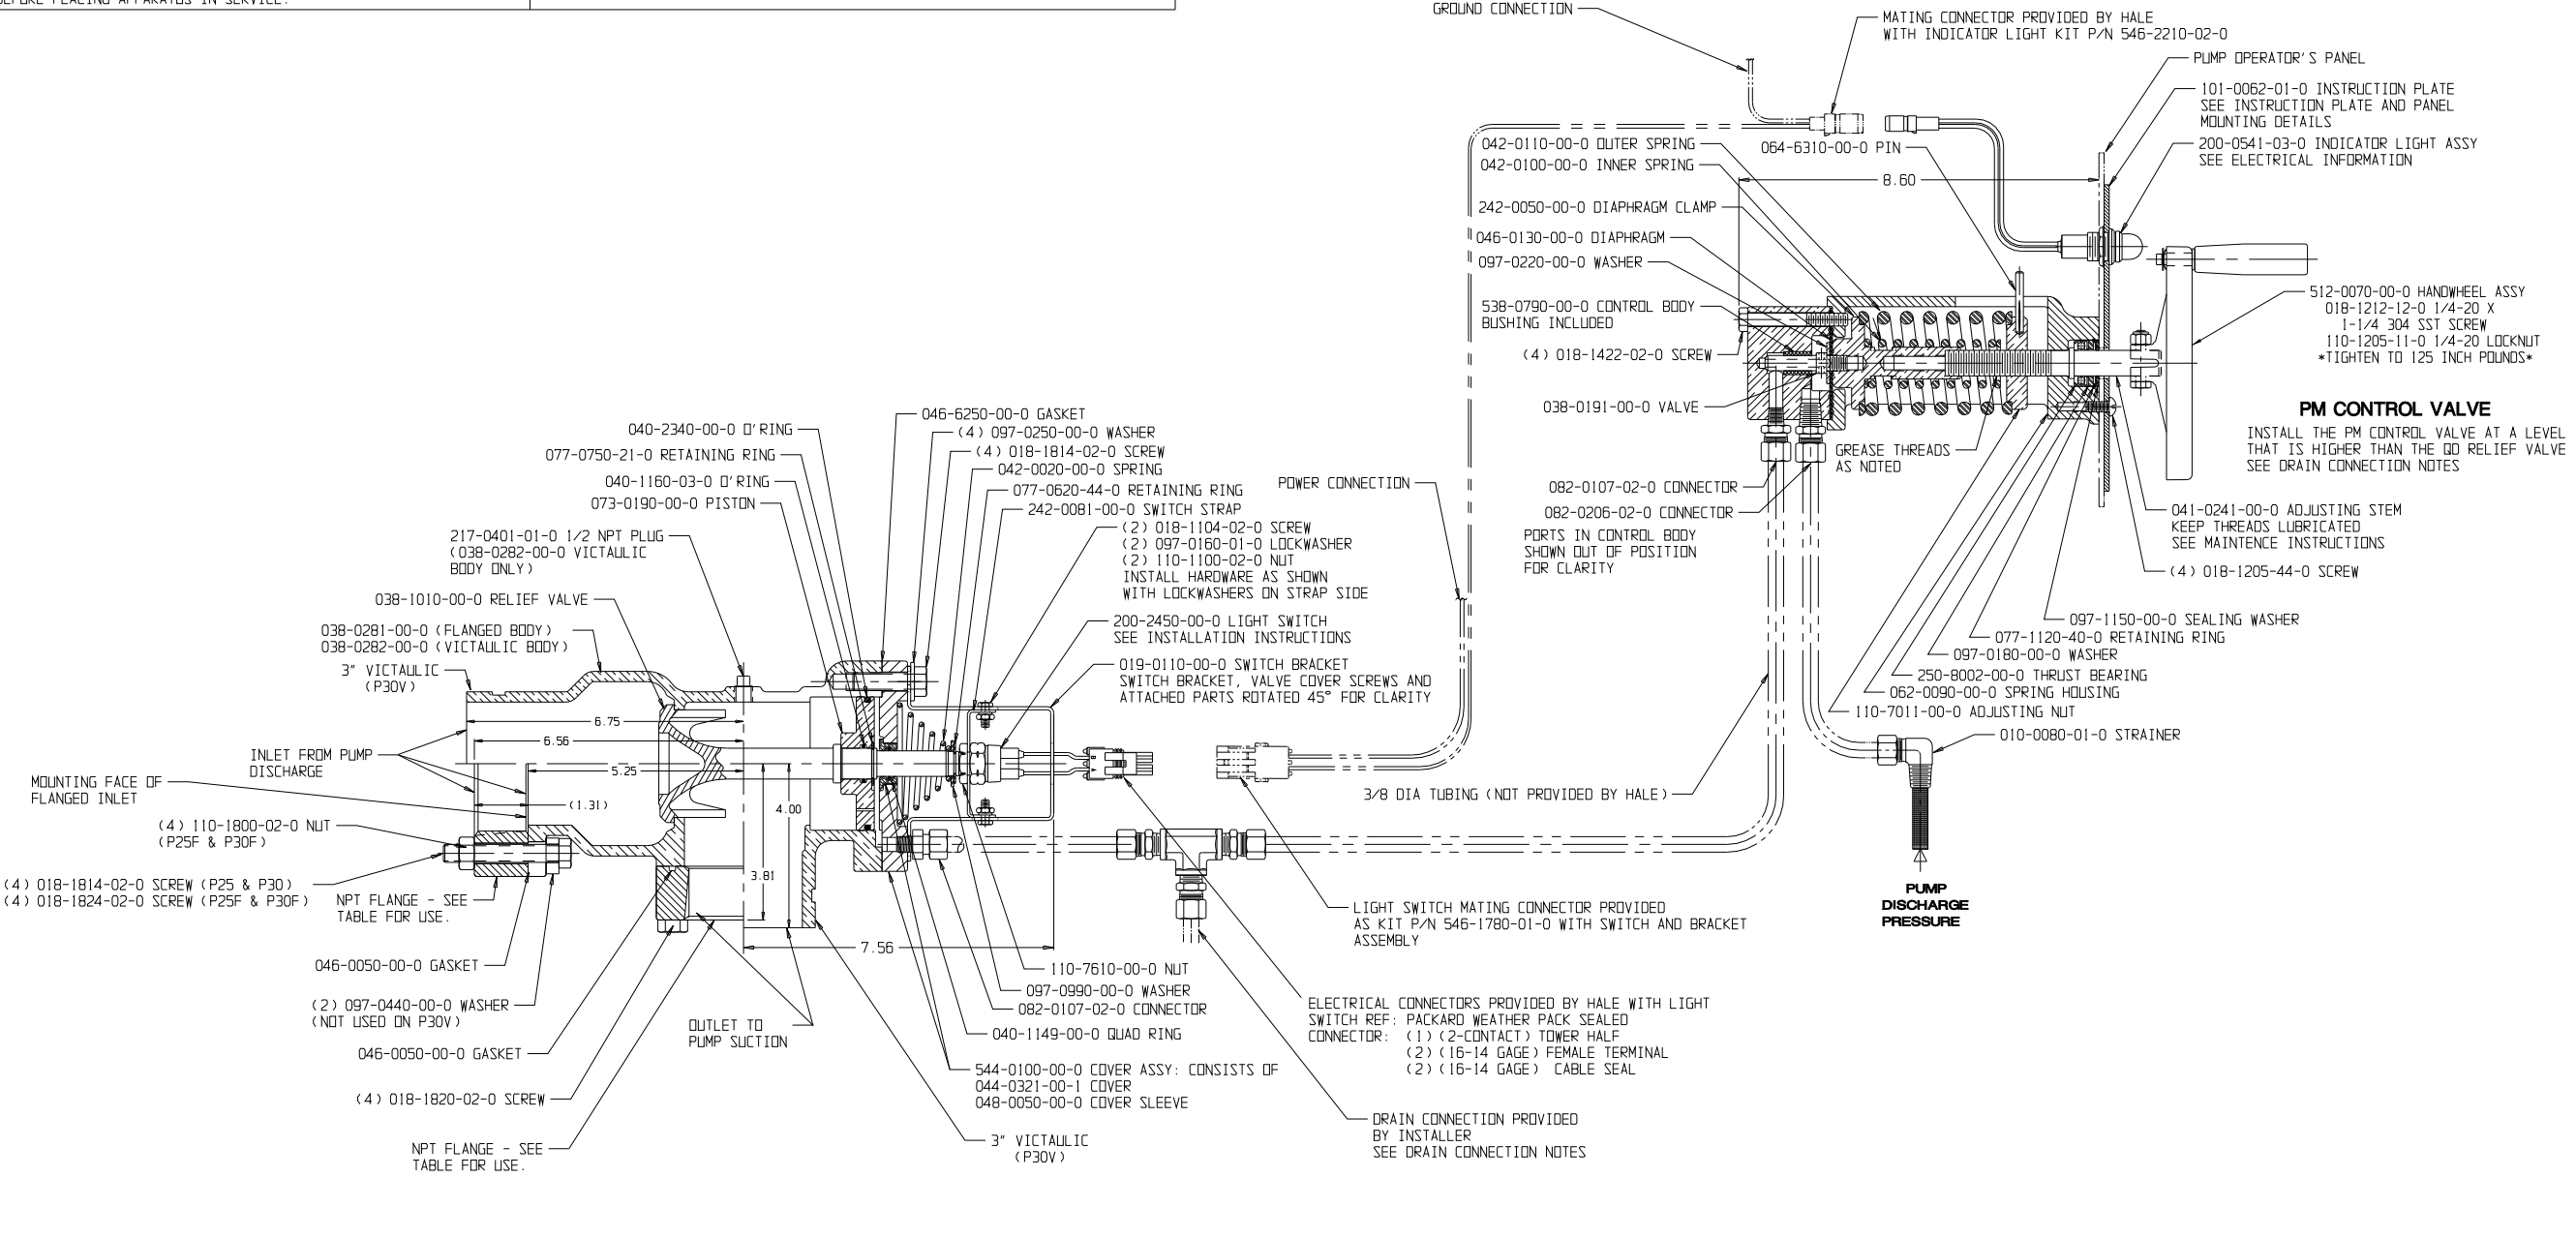 BEFORE PLACING APPARATUS IN SERVICE.
GROUND CONNECTION
MATING CONNECTOR PROVIDED BY HALE
WITH INDICATOR LIGHT KIT P/N 546-2210-02-0
PUMP OPERATOR'S PANEL
101-0062-01-0 INSTRUCTION PLATE
SEE INSTRUCTION PLATE AND PANEL
MOUNTING DETAILS
200-0541-03-0 INDICATOR LIGHT ASSY
SEE ELECTRICAL INFORMATION
042-0110-00-0 OUTER SPRING
042-0100-00-0 INNER SPRING
064-6310-00-0 PIN
8.60
242-0050-00-0 DIAPHRAGM CLAMP
046-0130-00-0 DIAPHRAGM
097-0220-00-0 WASHER
538-0790-00-0 CONTROL BODY
BUSHING INCLUDED
(4) 018-1422-02-0 SCREW
038-0191-00-0 VALVE
512-0070-00-0 HANDWHEEL ASSY
018-1212-12-0 1/4-20 X
1-1/4 304 SST SCREW
110-1205-11-0 1/4-20 LOCKNUT
*TIGHTEN TO 125 INCH POUNDS*
PM CONTROL VALVE
INSTALL THE PM CONTROL VALVE AT A LEVEL
THAT IS HIGHER THAN THE QD RELIEF VALVE
SEE DRAIN CONNECTION NOTES
GREASE THREADS
AS NOTED
082-0107-02-0 CONNECTOR
082-0206-02-0 CONNECTOR
PORTS IN CONTROL BODY
SHOWN OUT OF POSITION
FOR CLARITY
041-0241-00-0 ADJUSTING STEM
KEEP THREADS LUBRICATED
SEE MAINTENCE INSTRUCTIONS
(4) 018-1205-44-0 SCREW
097-1150-00-0 SEALING WASHER
077-1120-40-0 RETAINING RING
097-0180-00-0 WASHER
250-8002-00-0 THRUST BEARING
062-0090-00-0 SPRING HOUSING
110-7011-00-0 ADJUSTING NUT
010-0080-01-0 STRAINER
PUMP
DISCHARGE
PRESSURE
3/8 DIA TUBING (NOT PROVIDED BY HALE)
POWER CONNECTION
046-6250-00-0 GASKET
(4) 097-0250-00-0 WASHER
(4) 018-1814-02-0 SCREW
042-0020-00-0 SPRING
077-0620-44-0 RETAINING RING
242-0081-00-0 SWITCH STRAP
(2) 018-1104-02-0 SCREW
(2) 097-0160-01-0 LOCKWASHER
(2) 110-1100-02-0 NUT
INSTALL HARDWARE AS SHOWN
WITH LOCKWASHERS ON STRAP SIDE
200-2450-00-0 LIGHT SWITCH
SEE INSTALLATION INSTRUCTIONS
019-0110-00-0 SWITCH BRACKET
SWITCH BRACKET, VALVE COVER SCREWS AND
ATTACHED PARTS ROTATED 45° FOR CLARITY
040-2340-00-0 O'RING
077-0750-21-0 RETAINING RING
040-1160-03-0 O'RING
073-0190-00-0 PISTON
217-0401-01-0 1/2 NPT PLUG
(038-0282-00-0 VICTAULIC
BODY ONLY)
038-1010-00-0 RELIEF VALVE
038-0281-00-0 (FLANGED BODY)
038-0282-00-0 (VICTAULIC BODY)
3" VICTAULIC
(P30V)
6.75
6.56
5.25
INLET FROM PUMP
DISCHARGE
MOUNTING FACE OF
FLANGED INLET
(1.31)
4.00
B
A
(4) 110-1800-02-0 NUT
(P25F & P30F)
3.81
(4) 018-1814-02-0 SCREW (P25 & P30)
(4) 018-1824-02-0 SCREW (P25F & P30F)
NPT FLANGE - SEE
TABLE FOR USE.
7.56
046-0050-00-0 GASKET
(2) 097-0440-00-0 WASHER
(NOT USED ON P30V)
046-0050-00-0 GASKET
(4) 018-1820-02-0 SCREW
NPT FLANGE - SEE
TABLE FOR USE.
OUTLET TO
PUMP SUCTION
110-7610-00-0 NUT
097-0990-00-0 WASHER
082-0107-02-0 CONNECTOR
040-1149-00-0 QUAD RING
544-0100-00-0 COVER ASSY: CONSISTS OF
044-0321-00-1 COVER
048-0050-00-0 COVER SLEEVE
3" VICTAULIC
(P30V)
LIGHT SWITCH MATING CONNECTOR PROVIDED
AS KIT P/N 546-1780-01-0 WITH SWITCH AND BRACKET
ASSEMBLY
ELECTRICAL CONNECTORS PROVIDED BY HALE WITH LIGHT
SWITCH REF: PACKARD WEATHER PACK SEALED
CONNECTOR: (1) (2-CONTACT) TOWER HALF
(2) (16-14 GAGE) FEMALE TERMINAL
(2) (16-14 GAGE) CABLE SEAL
DRAIN CONNECTION PROVIDED
BY INSTALLER
SEE DRAIN CONNECTION NOTES